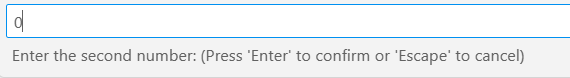 0
Enter the second number: (Press 'Enter' to confirm or 'Escape' to cancel)